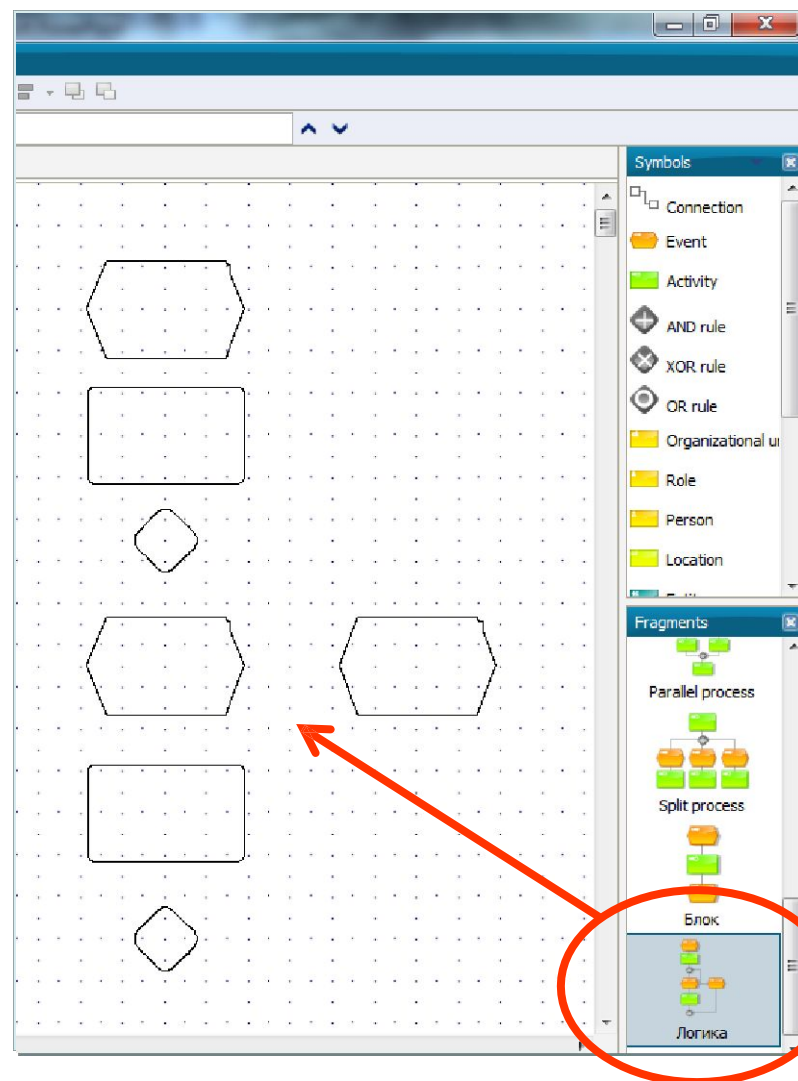 Symbols
Connection
Event
Activity
AND rule
XOR rule
OR rule
Organizational
Role
Person
Location
Fragments
Parallel process
Split process
Блок
Логика